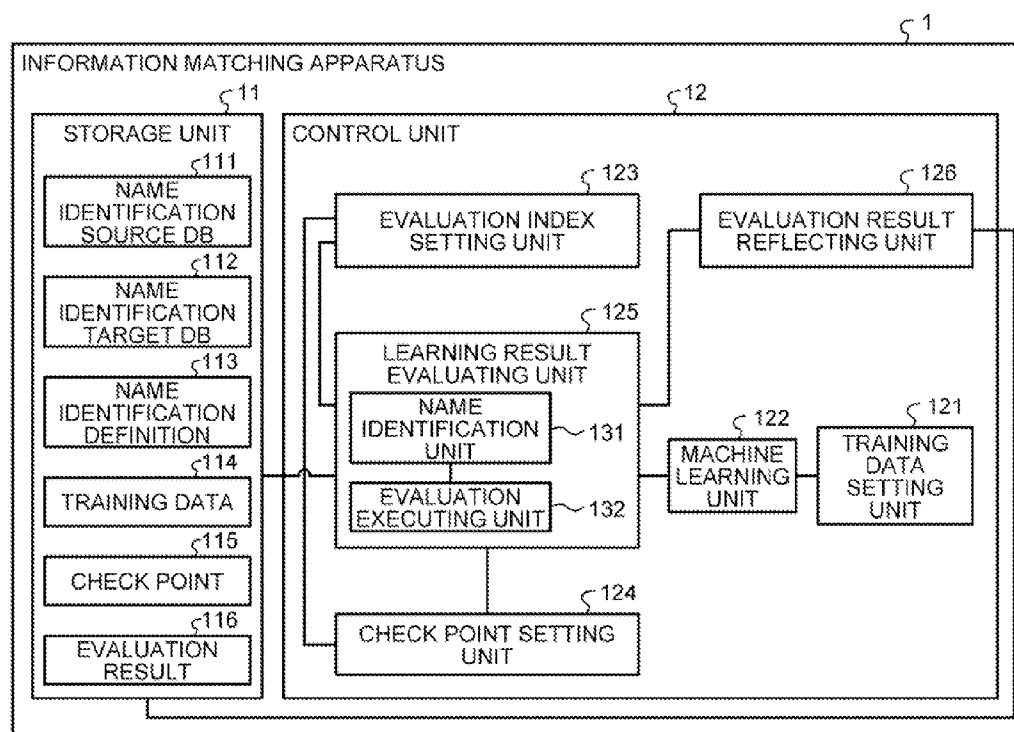 1
INFORMATION MATCHING APPARATUS
11
STORAGE UNIT
111
NAME
IDENTIFICATION
SOURCE DB
112
NAME
IDENTIFICATION
TARGET DB
113
NAME
IDENTIFICATION
DEFINITION
114
TRAINING DATA
115
CHECK POINT
116
EVALUATION
RESULT
12
CONTROL UNIT
123
EVALUATION INDEX
SETTING UNIT
126
EVALUATION RESULT
REFLECTING UNIT
125
LEARNING RESULT
EVALUATING UNIT
NAME
IDENTIFICATION
UNIT
131
EVALUATION
EXECUTING UNIT
132
122
MACHINE
LEARNING
UNIT
121
TRAINING
DATA
SETTING
UNIT
124
CHECK POINT SETTING
UNIT